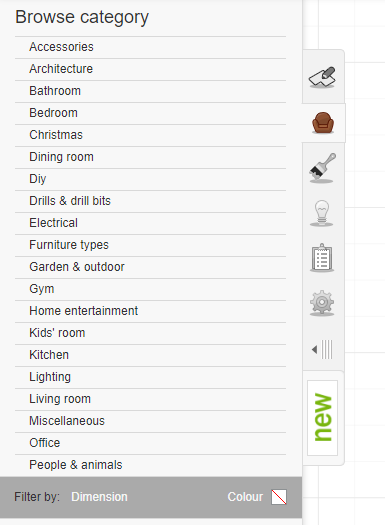 Browse category
Accessories
Architecture
Bathroom
Bedroom
Christmas
Dining room
Diy
Drills & drill bits
Electrical
Furniture types
Garden & outdoor
Gym
Home entertainment
Kids' room
Kitchen
Lighting
Living room
Miscellaneous
Office
People & animals
Filter by: Dimension Colour
new